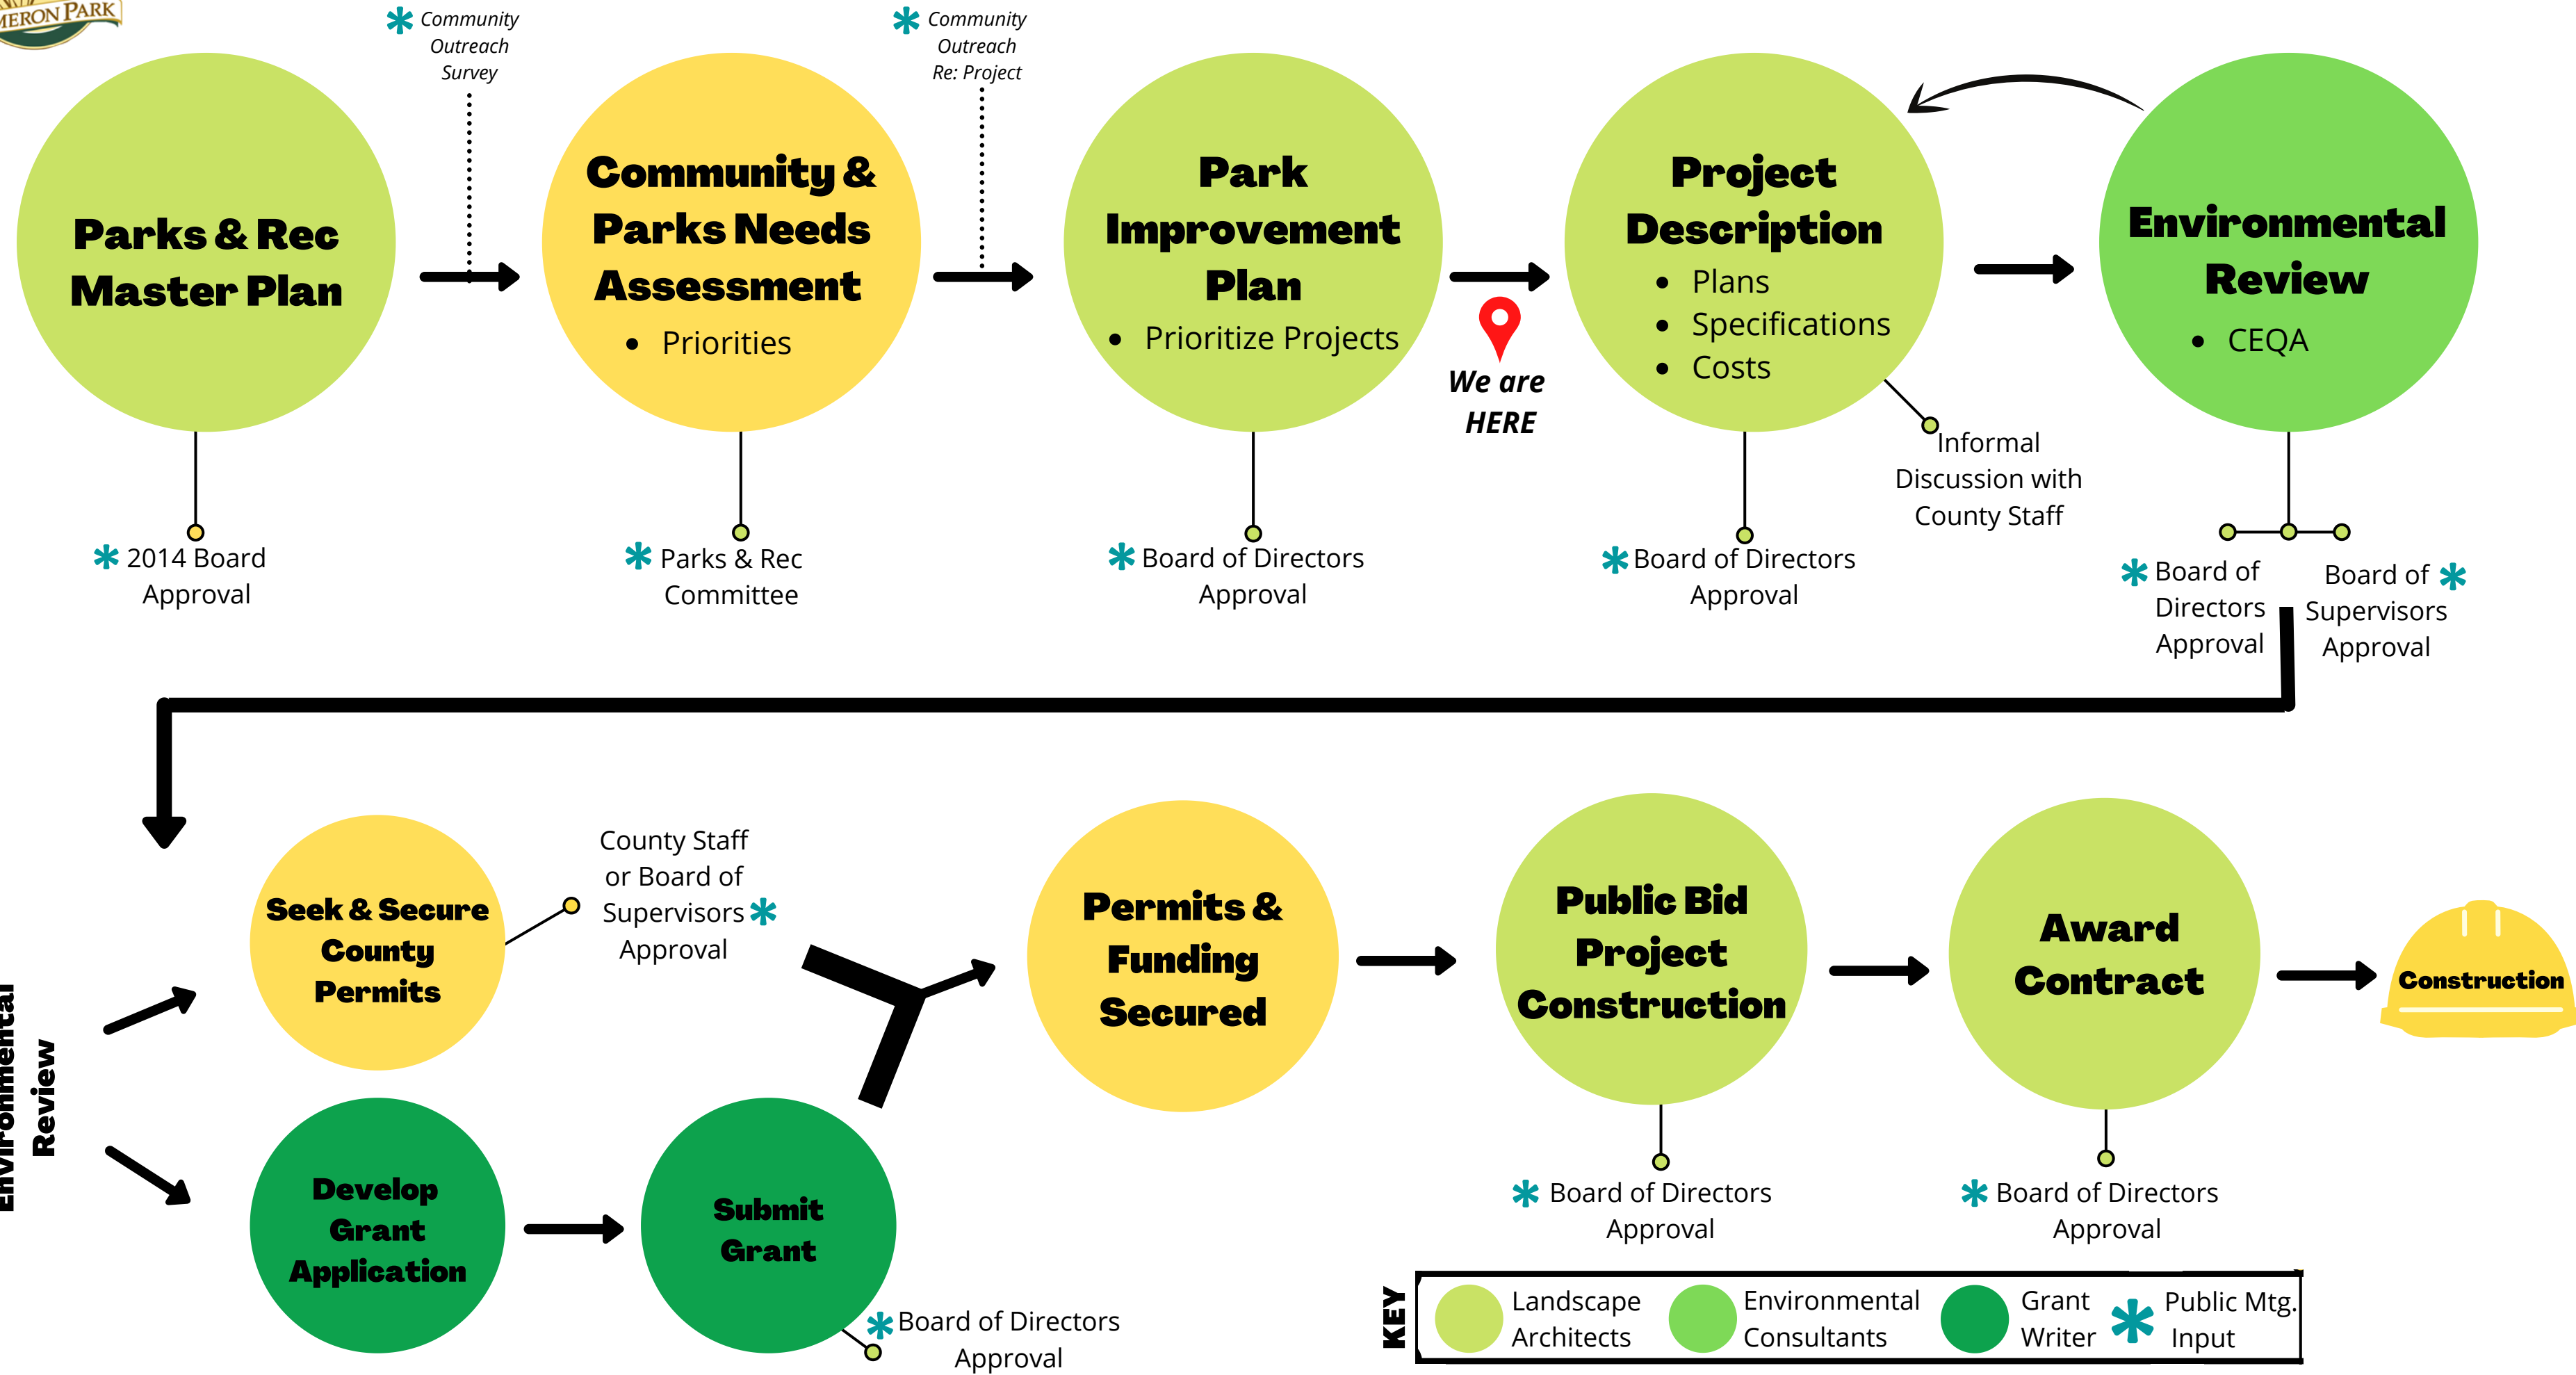 MERON PARK
Community
Outreach
Survey
Community
Outreach
Re: Project
Parks & Rec
Master Plan
Community &
Parks Needs
Assessment
• Priorities
Park
Improvement
Plan
• Prioritize Projects
We are
HERE
Project
Description
• Plans
• Specifications
• Costs
Environmental
Review
• CEQA
Informal
Discussion with
County Staff
2014 Board
Approval
Parks & Rec
Committee
Board of Directors
Approval
Board of Directors
Approval
Board of
Directors
Approval
Board of
Supervisors
Approval
Environmental
Review
Seek & Secure
County
Permits
County Staff
or Board of
Supervisors
Approval
Develop
Grant
Application
Submit
Grant
Board of Directors
Approval
Permits &
Funding
Secured
Public Bid
Project
Construction
Board of Directors
Approval
Award
Contract
Board of Directors
Approval
Construction
KEY
Landscape
Architects
Environmental
Consultants
Grant
Writer
Public Mtg.
Input